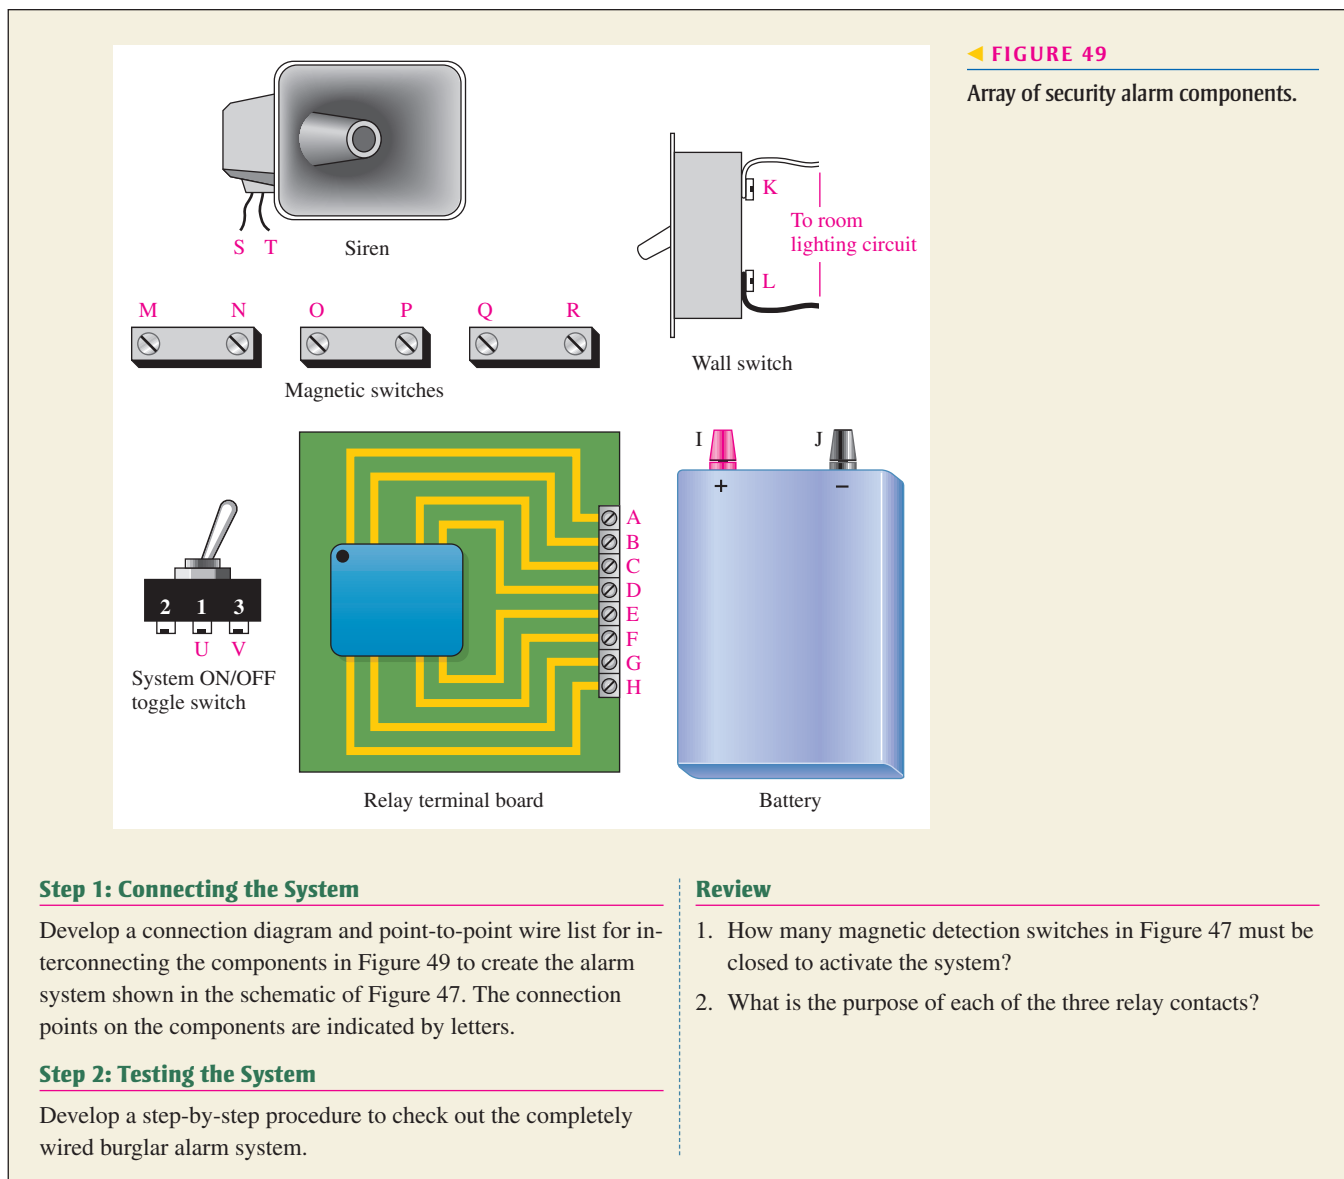 ◀ FIGURE 49
Array of security alarm components.
S T
Siren
K
To room
lighting circuit
L
Wall switch
M N O P Q R
Magnetic switches
2 1 3
U V
System ON/OFF
toggle switch
A
B
C
D
E
F
G
H
Relay terminal board
I J
+ −
Battery
Step 1: Connecting the System
Develop a connection diagram and point-to-point wire list for in-
terconnecting the components in Figure 49 to create the alarm
system shown in the schematic of Figure 47. The connection
points on the components are indicated by letters.
Step 2: Testing the System
Develop a step-by-step procedure to check out the completely
wired burglar alarm system.
Review
1. How many magnetic detection switches in Figure 47 must be
closed to activate the system?
2. What is the purpose of each of the three relay contacts?